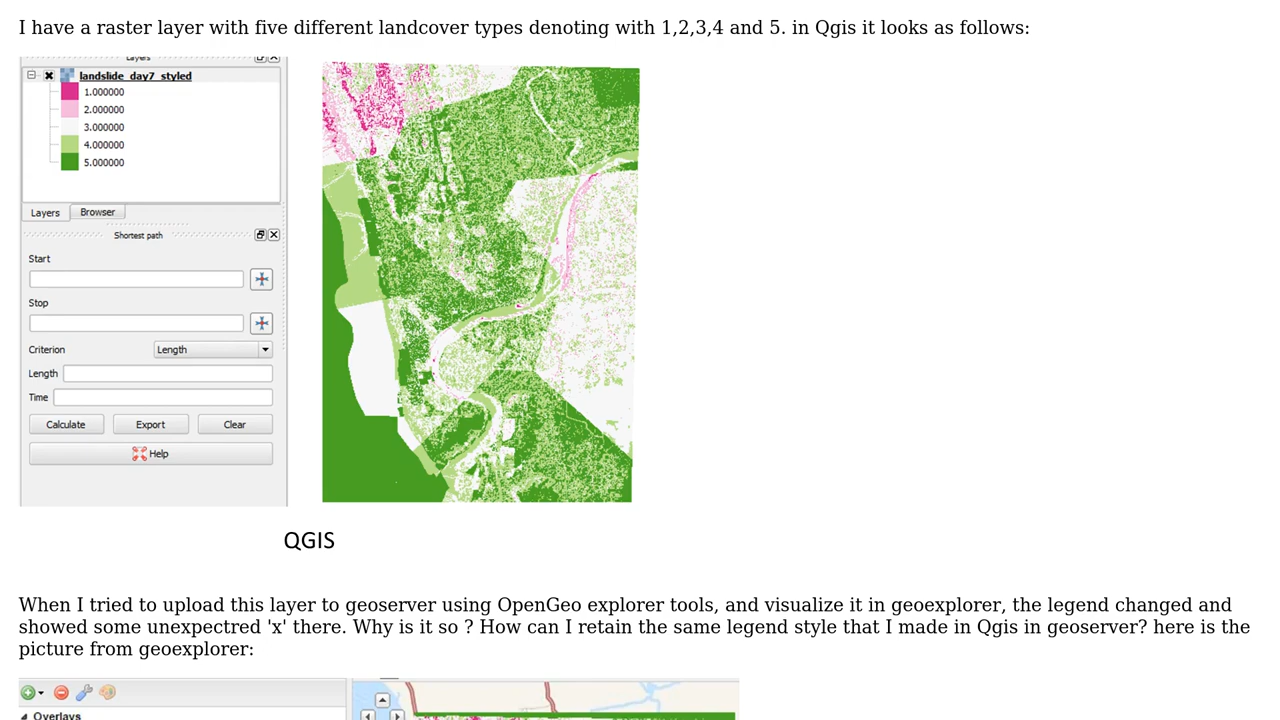 I have a raster layer with five different landcover types denoting with 1,2,3,4 and 5. in Qgis it looks as follows:
Layers
landslide_day7_styled
1.000000
2.000000
3.000000
4.000000
5.000000
Layers Browser
Shortest path
Start
Stop
Criterion Length
Length
Time
Calculate Export Clear
Help
QGIS
When I tried to upload this layer to geoserver using OpenGeo explorer tools, and visualize it in geoexplorer, the legend changed and
showed some unexpectred 'x' there. Why is it so ? How can I retain the same legend style that I made in Qgis in geoserver? here is the
picture from geoexplorer:
Overlays